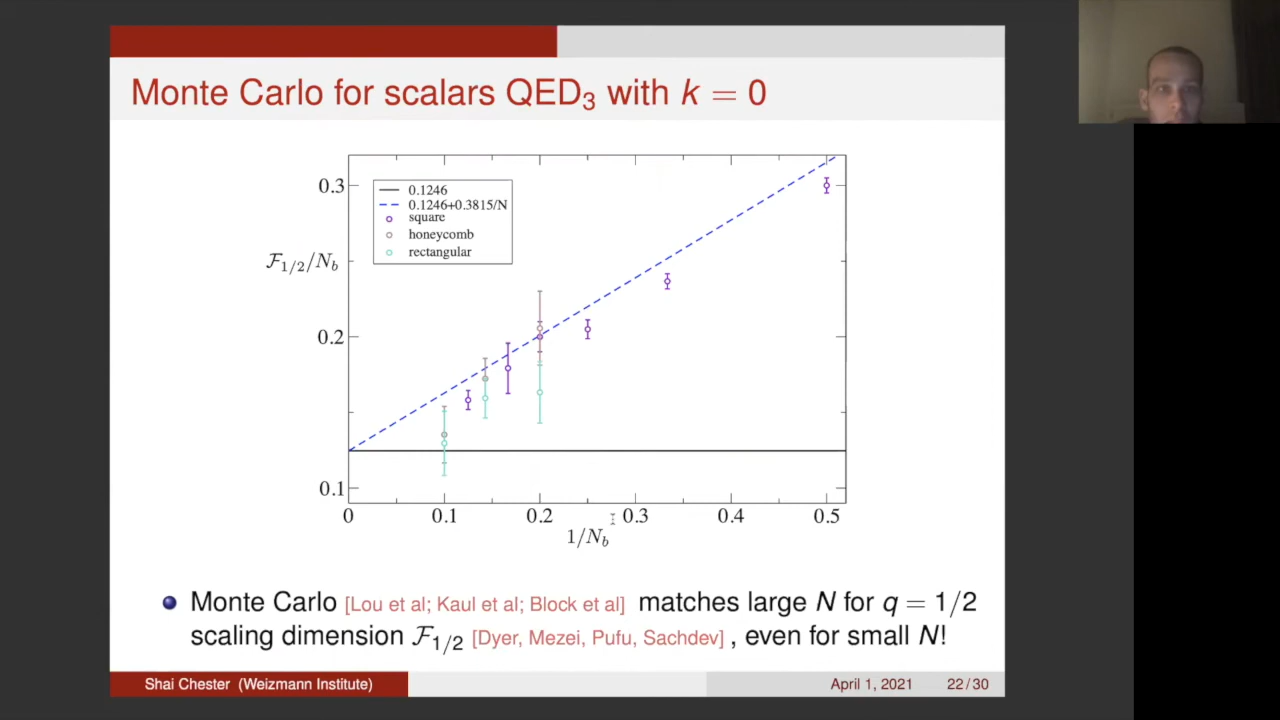 Monte Carlo for scalars QED₃ with k = 0
0.1246
0.1246+0.3815/N
square
honeycomb
rectangular
0.3
0.2
0.1
ℱ₁/₂/N_b
0 0.1 0.2 0.3 0.4 0.5
1/N_b
Monte Carlo [Lou et al; Kaul et al; Block et al] matches large N for q = 1/2
scaling dimension ℱ₁/₂ [Dyer, Mezei, Pufu, Sachdev] , even for small N!
Shai Chester (Weizmann Institute) April 1, 2021 22/30